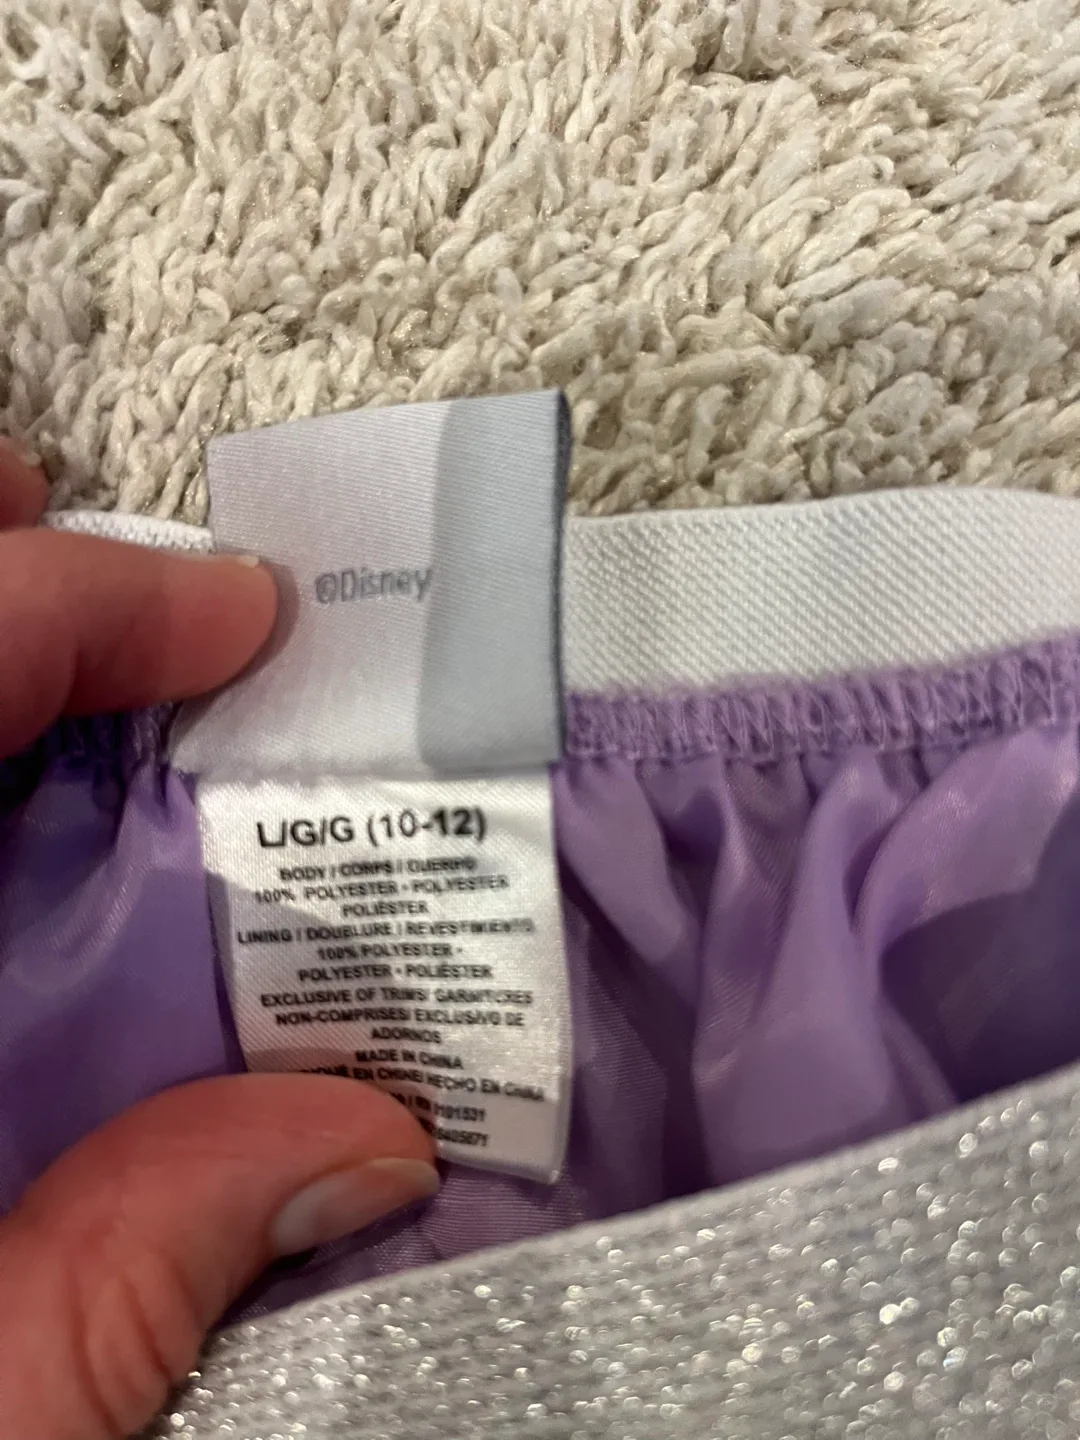 ©Disney
L/G/G (10-12)
BODY / CORPS / CUERPO
100% POLYESTER • POLYESTER
POLIÉSTER
LINING / DOUBLURE / REVESTIMIENTO
100% POLYESTER •
POLYESTER • POLIÉSTER
EXCLUSIVE OF TRIMS/ GARNITURES
NON-COMPRISES/ EXCLUSIVO DE
ADORNOS
MADE IN CHINA
EN CHINE/ HECHO EN CHINA